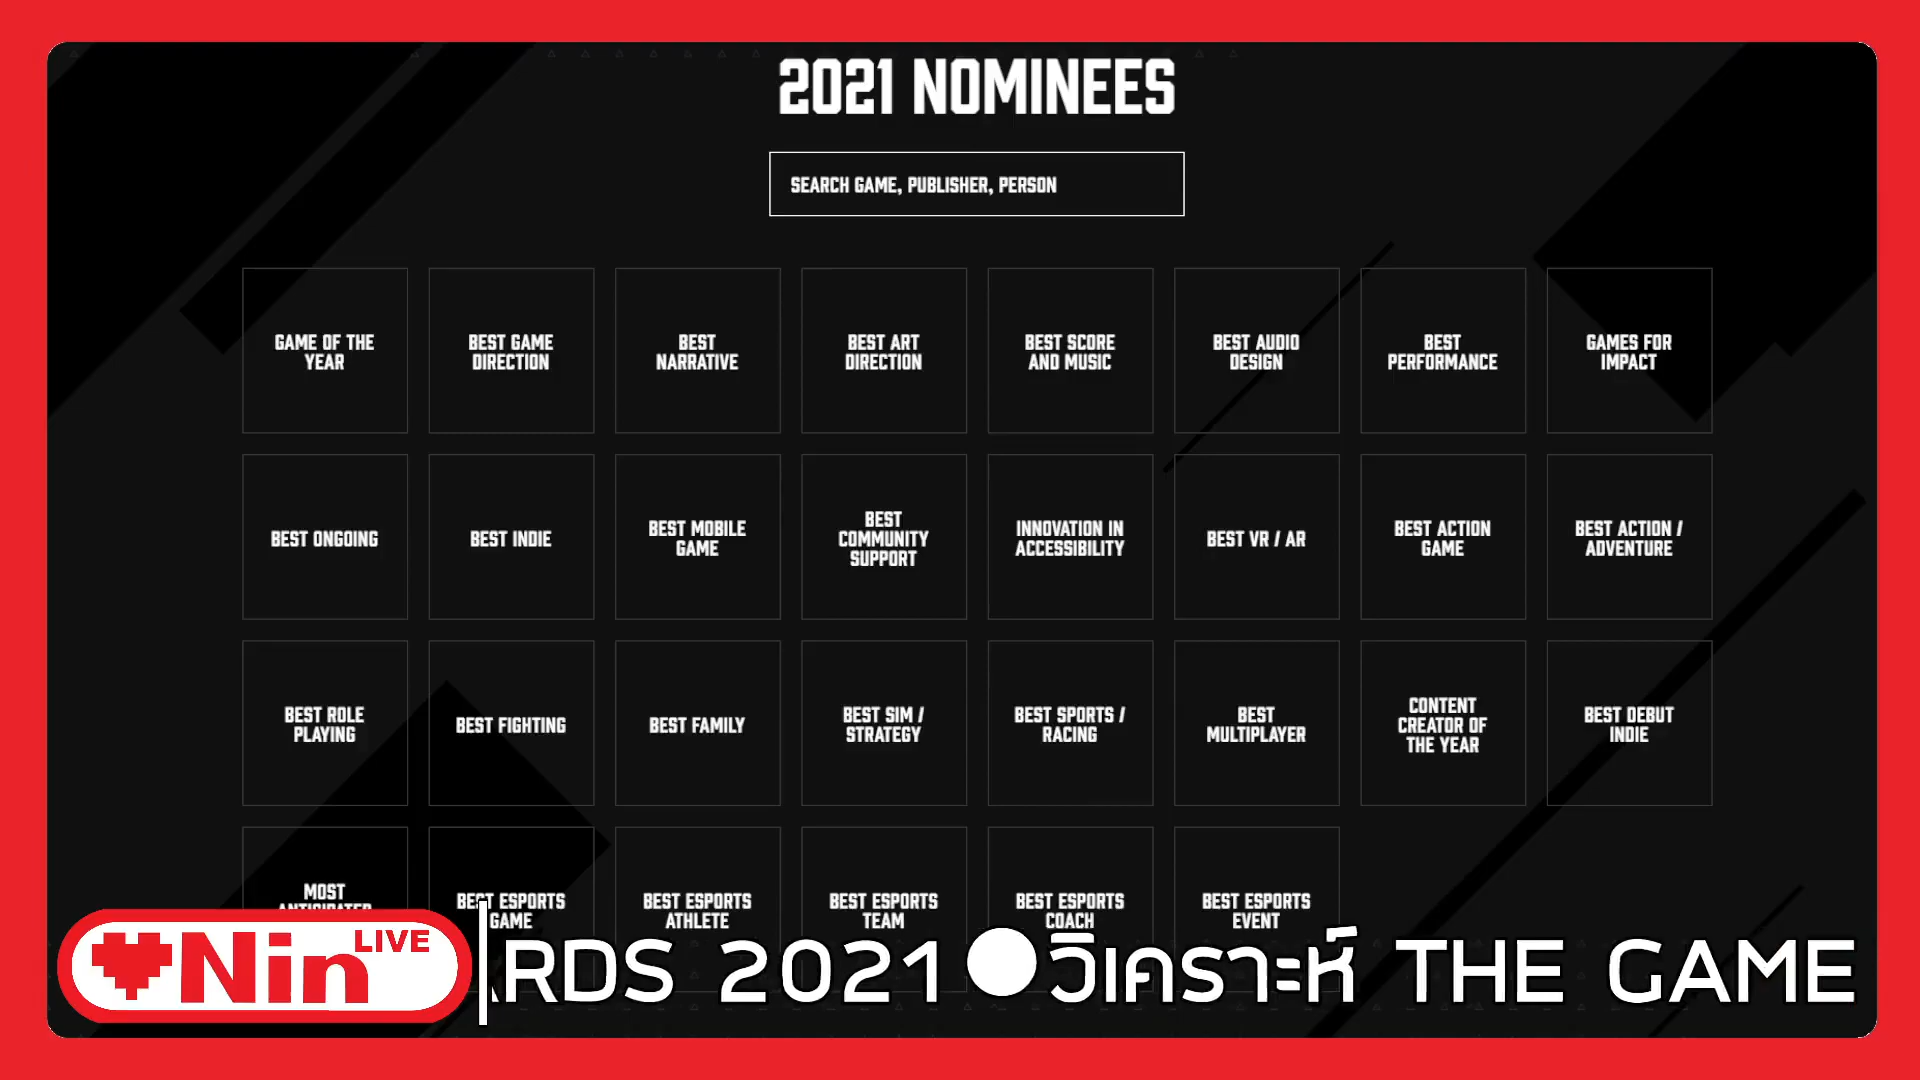 2021 NOMINEES
SEARCH GAME, PUBLISHER, PERSON
GAME OF THE
YEAR
BEST GAME
DIRECTION
BEST
NARRATIVE
BEST ART
DIRECTION
BEST SCORE
AND MUSIC
BEST AUDIO
DESIGN
BEST
PERFORMANCE
GAMES FOR
IMPACT
BEST ONGOING
BEST INDIE
BEST MOBILE
GAME
BEST
COMMUNITY
SUPPORT
INNOVATION IN
ACCESSIBILITY
BEST VR / AR
BEST ACTION
GAME
BEST ACTION /
ADVENTURE
BEST ROLE
PLAYING
BEST FIGHTING
BEST FAMILY
BEST SIM /
STRATEGY
BEST SPORTS /
RACING
BEST
MULTIPLAYER
CONTENT
CREATOR OF
THE YEAR
BEST DEBUT
INDIE
MOST
ANTICIPATED
BEST ESPORTS
GAME
BEST ESPORTS
ATHLETE
BEST ESPORTS
TEAM
BEST ESPORTS
COACH
BEST ESPORTS
EVENT
Nin LIVE
RDS 2021 ●วิเคราะห์ THE GAME